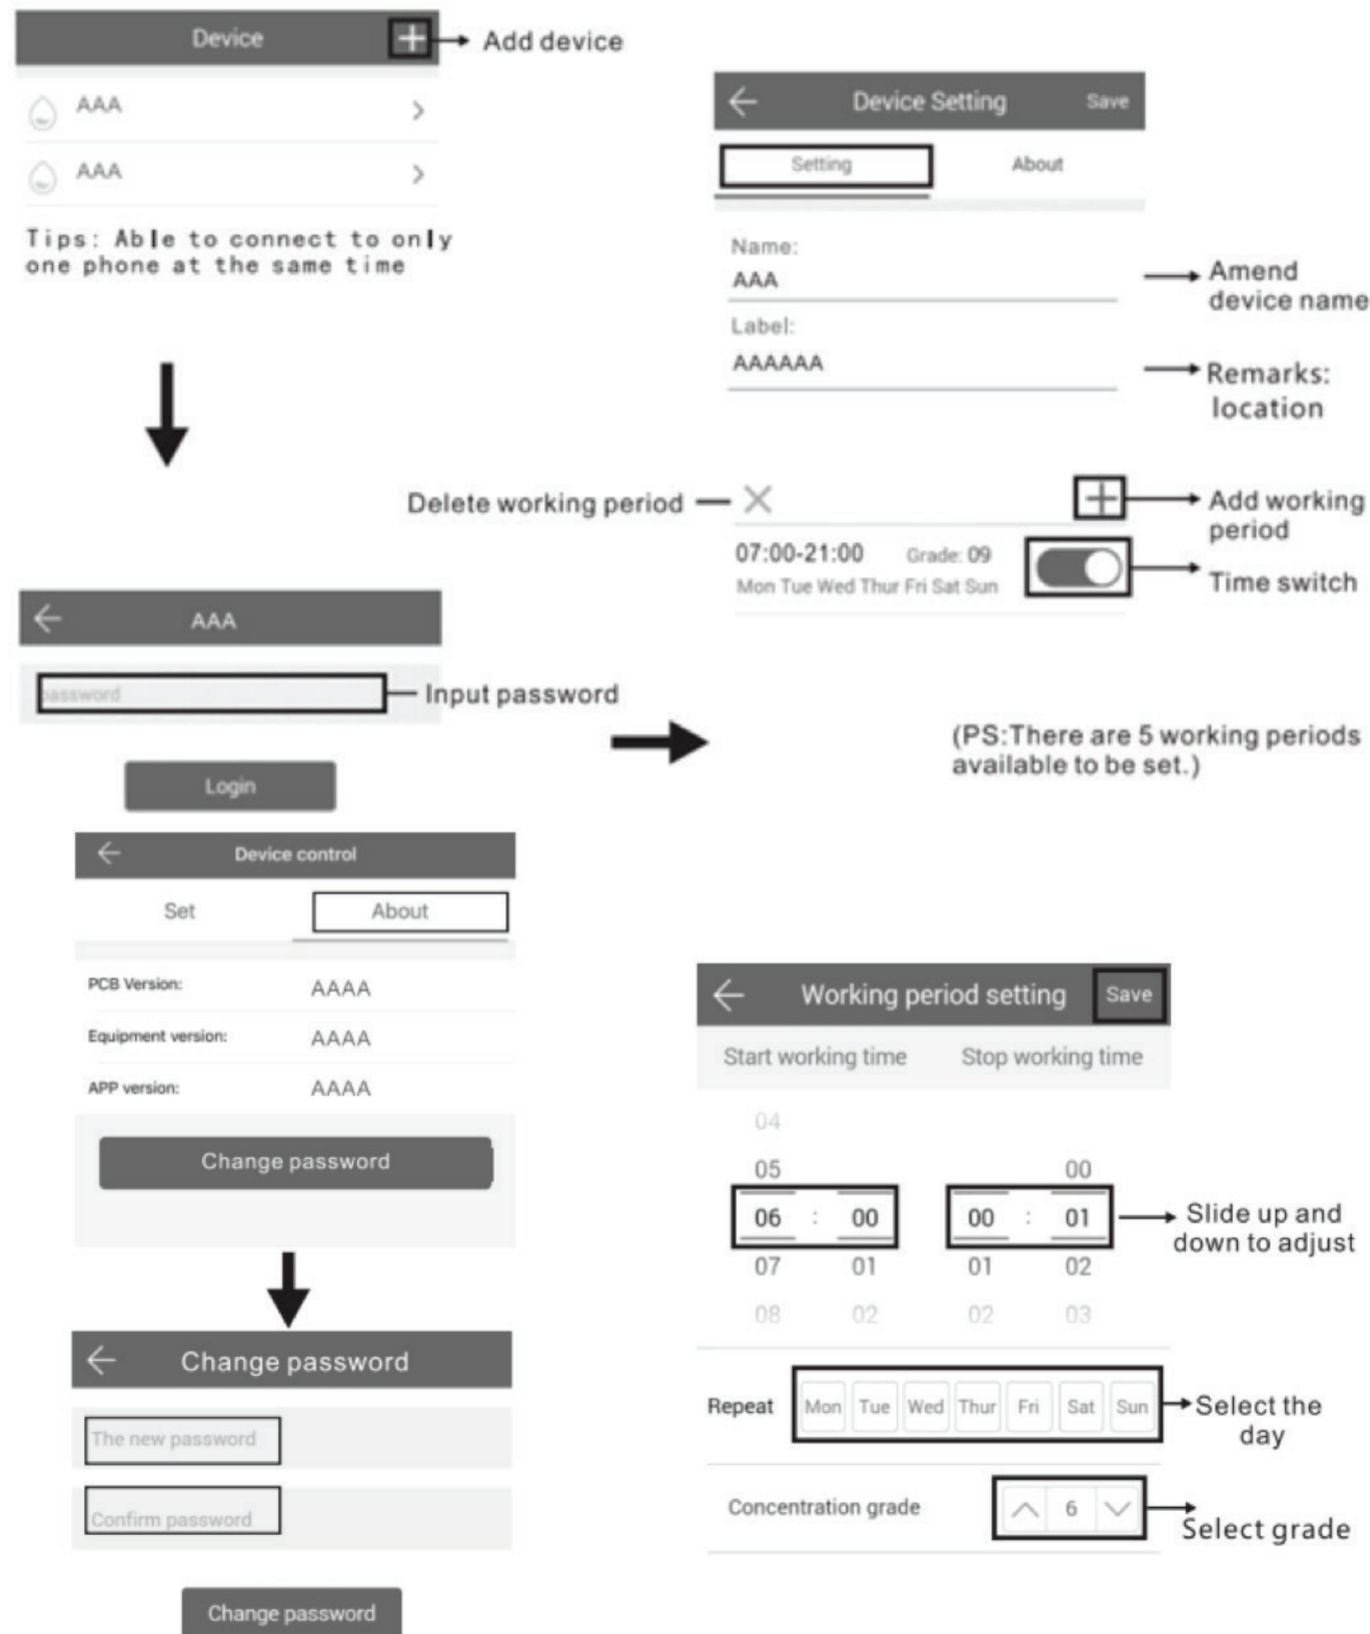 Device
+ Add device
AAA
AAA
Tips: Able to connect to only
one phone at the same time
Device Setting Save
Setting About
Name:
AAA
Amend
device name
Label:
AAAAAA
Remarks:
location
Delete working period
Add working
period
07:00-21:00 Grade: 09
Mon Tue Wed Thur Fri Sat Sun
Time switch
AAA
password
Input password
Login
(PS:There are 5 working periods
available to be set.)
Device control
Set About
PCB Version: AAAA
Equipment version: AAAA
APP version: AAAA
Change password
Change password
The new password
Confirm password
Change password
Working period setting Save
Start working time Stop working time
04
05 00
06 : 00 00 : 01
07 01 01 02
08 02 02 03
Slide up and
down to adjust
Repeat Mon Tue Wed Thur Fri Sat Sun
Select the
day
Concentration grade 6
Select grade